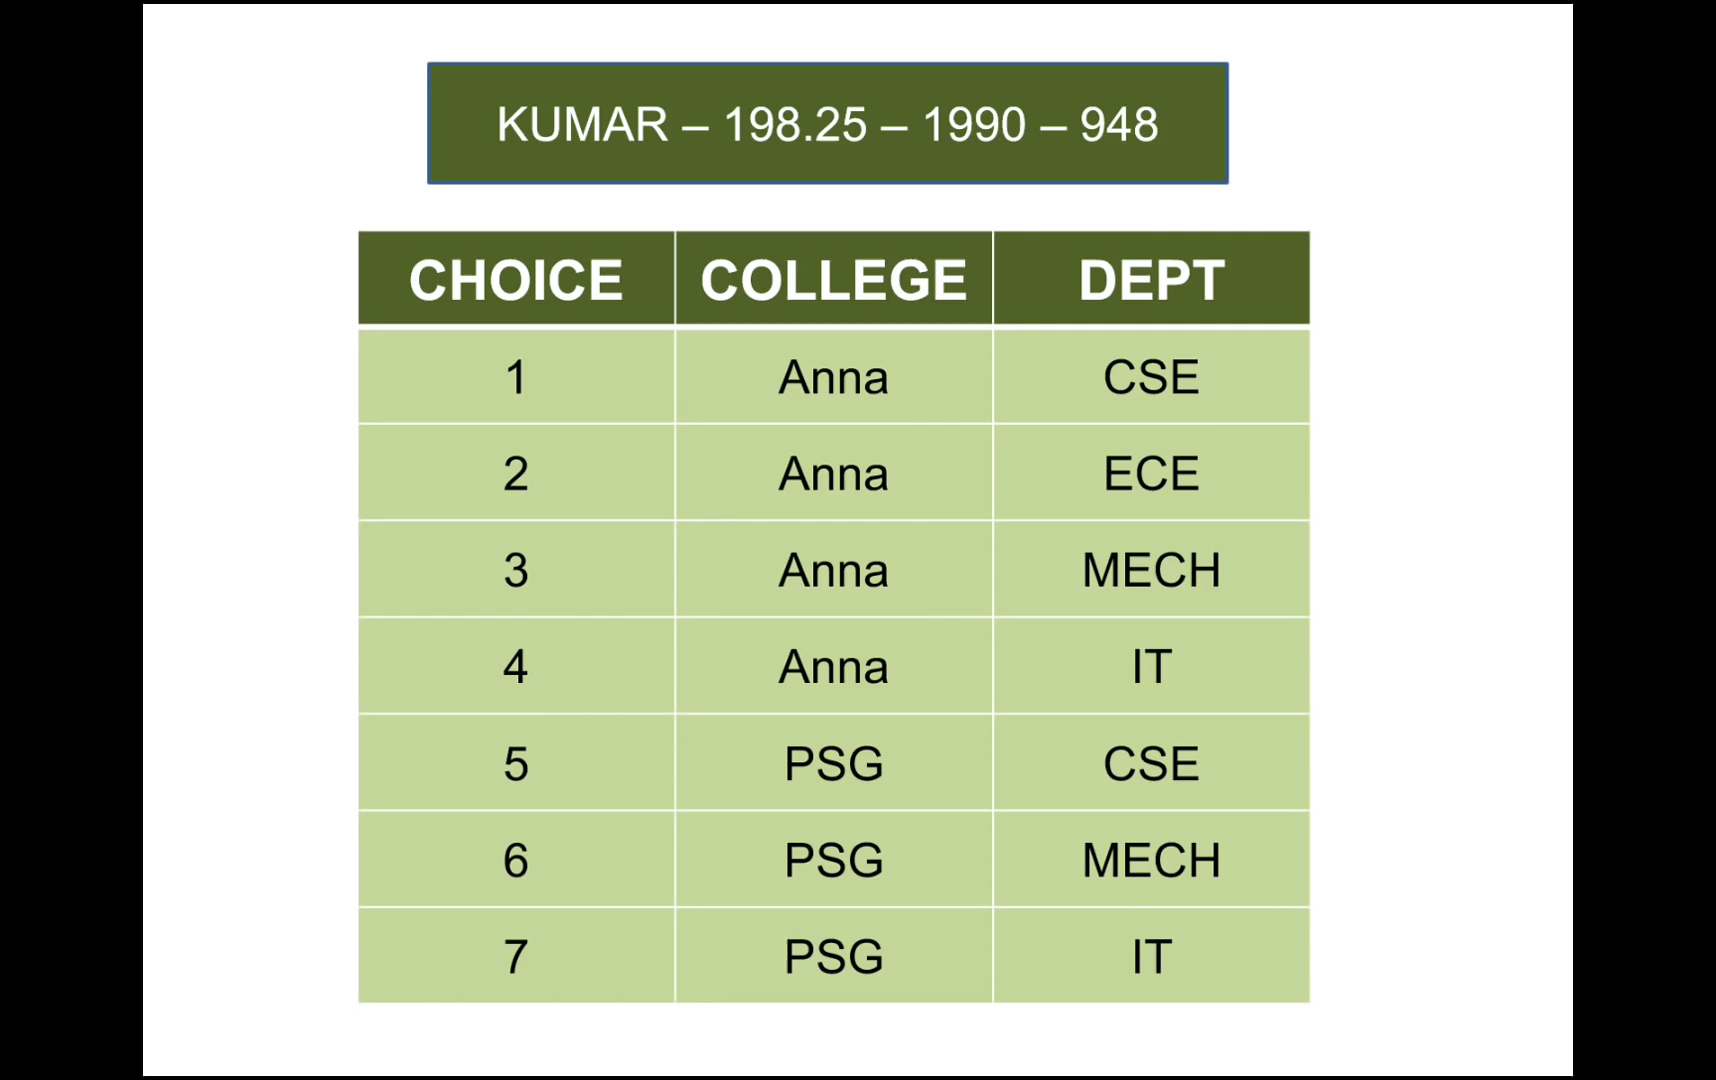 KUMAR – 198.25 – 1990 – 948
CHOICE COLLEGE DEPT
1 Anna CSE
2 Anna ECE
3 Anna MECH
4 Anna IT
5 PSG CSE
6 PSG MECH
7 PSG IT